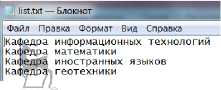 list.txt — Блокнот
Файл Правка Формат Вид Справка
Кафедра информационных технологий
Кафедра математики
Кафедра иностранных языков
Кафедра геотехники